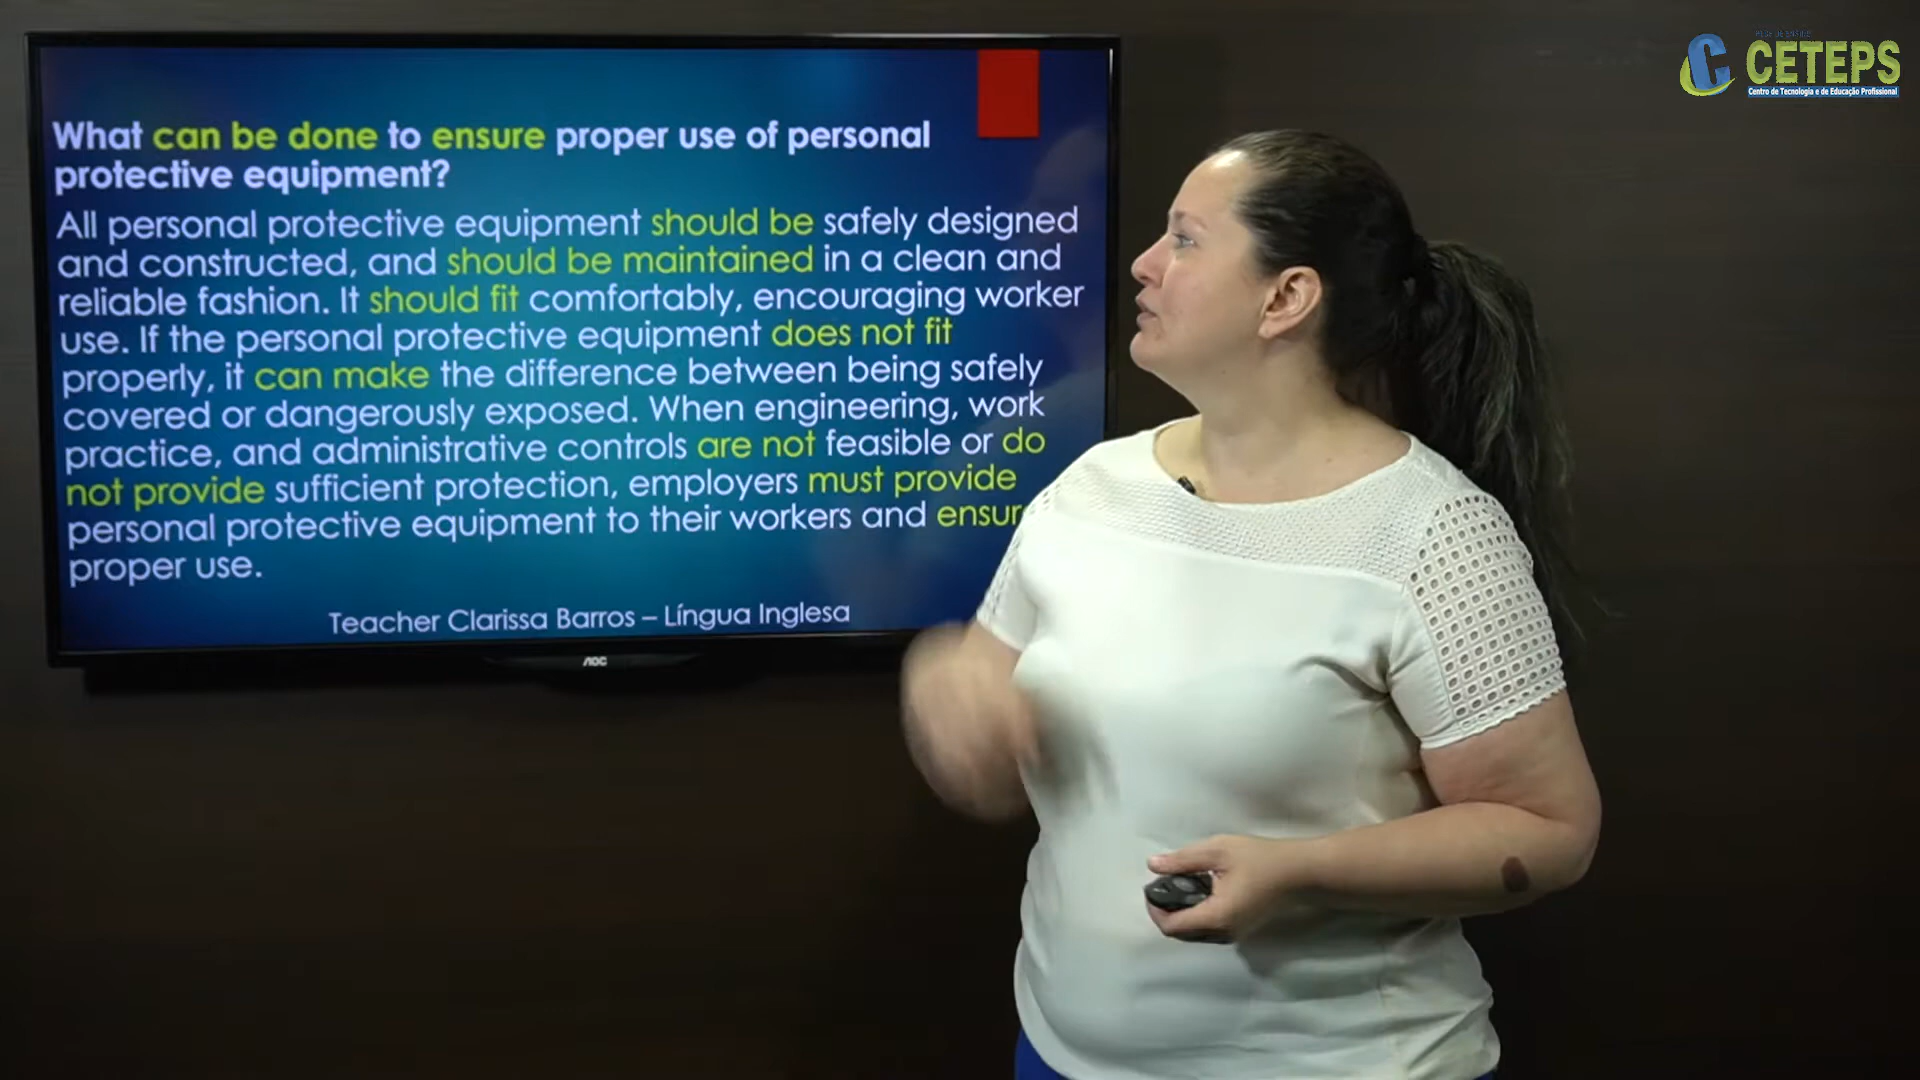 What can be done to ensure proper use of personal
protective equipment?
All personal protective equipment should be safely designed
and constructed, and should be maintained in a clean and
reliable fashion. It should fit comfortably, encouraging worker
use. If the personal protective equipment does not fit
properly, it can make the difference between being safely
covered or dangerously exposed. When engineering, work
practice, and administrative controls are not feasible or do
not provide sufficient protection, employers must provide
personal protective equipment to their workers and ensure
proper use.
Teacher Clarissa Barros – Língua Inglesa
AOC
CETEPS
Centro de Tecnologia e de Educação Profissional